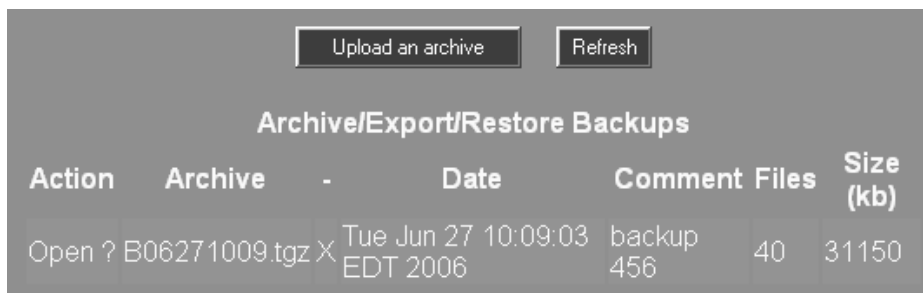 Upload an archive Refresh
Archive/Export/Restore Backups
Action Archive - Date Comment Files Size (kb)
Open ? B06271009.tgz X Tue Jun 27 10:09:03 EDT 2006 backup 456 40 31150